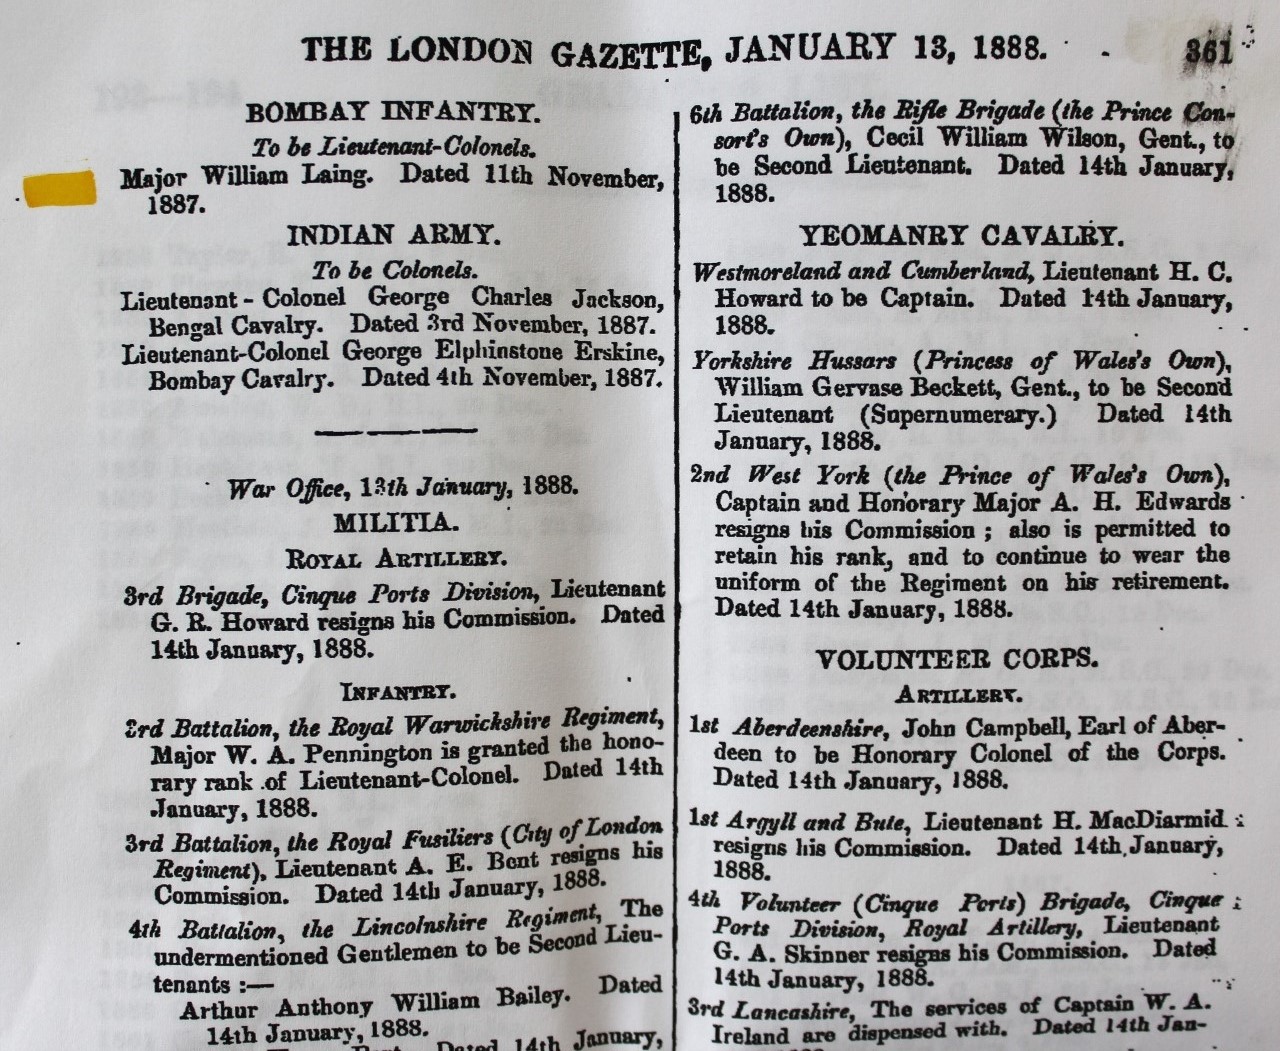 THE LONDON GAZETTE, JANUARY 13, 1888.
361
BOMBAY INFANTRY.
To be Lieutenant-Colonels.
Major William Laing. Dated 11th November,
1887.
INDIAN ARMY.
To be Colonels.
Lieutenant-Colonel George Charles Jackson,
Bengal Cavalry. Dated 3rd November, 1887.
Lieutenant-Colonel George Elphinstone Erskine,
Bombay Cavalry. Dated 4th November, 1887.
War Office, 13th January, 1888.
MILITIA.
ROYAL ARTILLERY.
3rd Brigade, Cinque Ports Division, Lieutenant
G. R. Howard resigns his Commission. Dated
14th January, 1888.
INFANTRY.
3rd Battalion, the Royal Warwickshire Regiment,
Major W. A. Pennington is granted the hono-
rary rank of Lieutenant-Colonel. Dated 14th
January, 1888.
3rd Battalion, the Royal Fusiliers (City of London
Regiment), Lieutenant A. E. Bent resigns his
Commission. Dated 14th January, 1888.
4th Battalion, the Lincolnshire Regiment, The
undermentioned Gentlemen to be Second Lieu-
tenants :—
Arthur Anthony William Bailey. Dated
14th January, 1888.
Dated 14th January,
6th Battalion, the Rifle Brigade (the Prince Con-
sort's Own), Cecil William Wilson, Gent., to
be Second Lieutenant. Dated 14th January,
1888.
YEOMANRY CAVALRY.
Westmoreland and Cumberland, Lieutenant H. C.
Howard to be Captain. Dated 14th January,
1888.
Yorkshire Hussars (Princess of Wales's Own),
William Gervase Beckett, Gent., to be Second
Lieutenant (Supernumerary.) Dated 14th
January, 1888.
2nd West York (the Prince of Wales's Own),
Captain and Honorary Major A. H. Edwards
resigns his Commission ; also is permitted to
retain his rank, and to continue to wear the
uniform of the Regiment on his retirement.
Dated 14th January, 1888.
VOLUNTEER CORPS.
ARTILLERY.
1st Aberdeenshire, John Campbell, Earl of Aber-
deen to be Honorary Colonel of the Corps.
Dated 14th January, 1888.
1st Argyll and Bute, Lieutenant H. MacDiarmid
resigns his Commission. Dated 14th January,
1888.
4th Volunteer (Cinque Ports) Brigade, Cinque
Ports Division, Royal Artillery, Lieutenant
G. A. Skinner resigns his Commission. Dated
14th January, 1888.
3rd Lancashire, The services of Captain W. A.
Ireland are dispensed with. Dated 14th Jan-